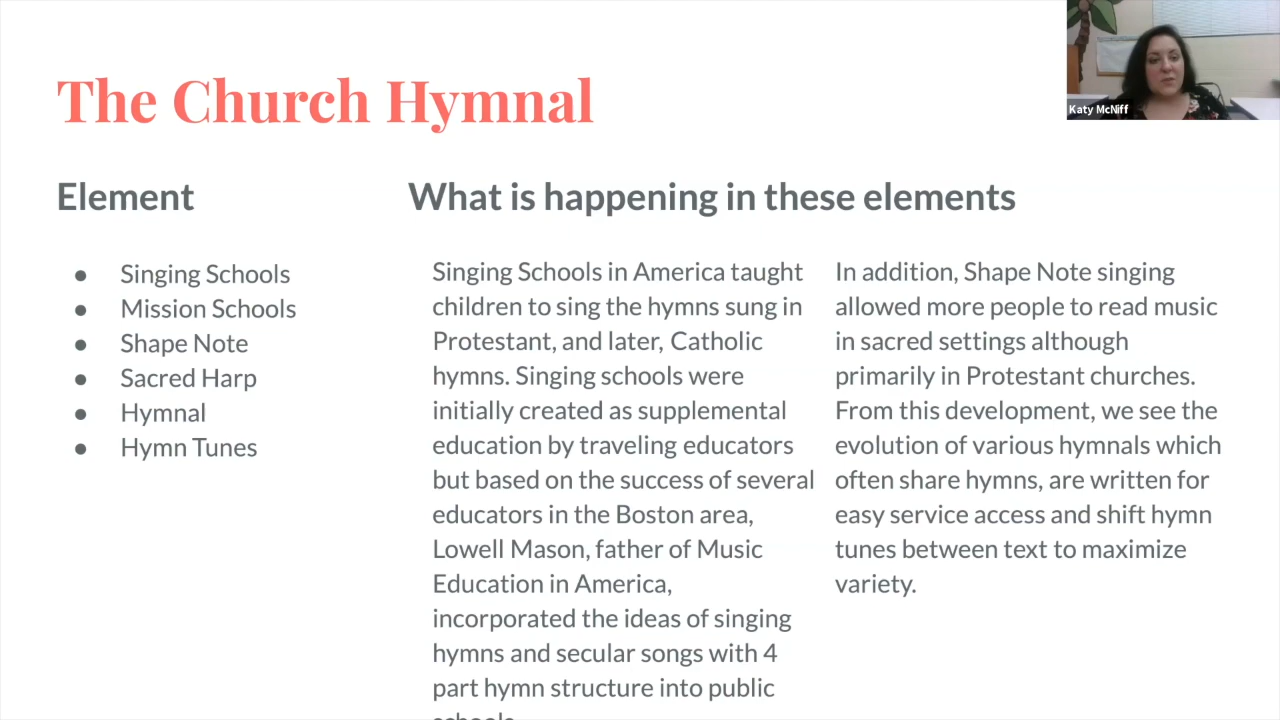 The Church Hymnal
Katy McNiff
Element
Singing Schools
Mission Schools
Shape Note
Sacred Harp
Hymnal
Hymn Tunes
What is happening in these elements
Singing Schools in America taught
children to sing the hymns sung in
Protestant, and later, Catholic
hymns. Singing schools were
initially created as supplemental
education by traveling educators
but based on the success of several
educators in the Boston area,
Lowell Mason, father of Music
Education in America,
incorporated the ideas of singing
hymns and secular songs with 4
part hymn structure into public
In addition, Shape Note singing
allowed more people to read music
in sacred settings although
primarily in Protestant churches.
From this development, we see the
evolution of various hymnals which
often share hymns, are written for
easy service access and shift hymn
tunes between text to maximize
variety.